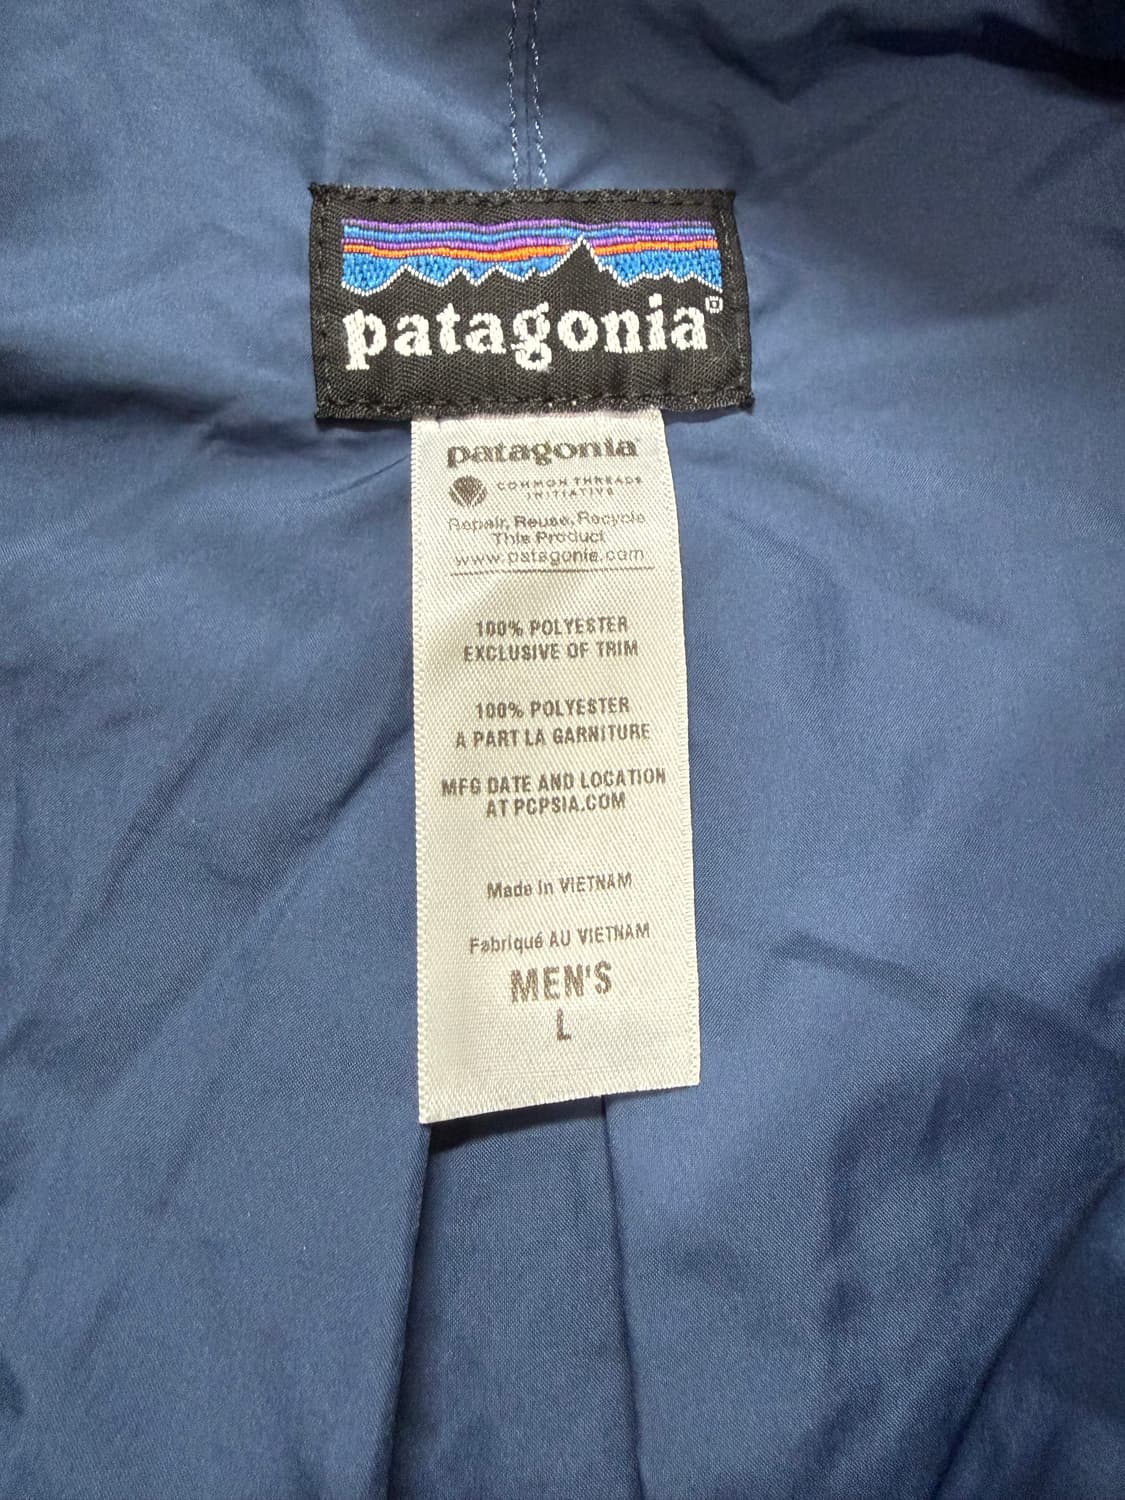 patagonia®
patagonia®
COMMON THREADS
INITIATIVE
Repair, Reuse, Recycle
This Product
www.patagonia.com
100% POLYESTER
EXCLUSIVE OF TRIM
100% POLYESTER
A PART LA GARNITURE
MFG DATE AND LOCATION
AT PCPSIA.COM
Made in VIETNAM
Fabriqué AU VIETNAM
MEN'S
L